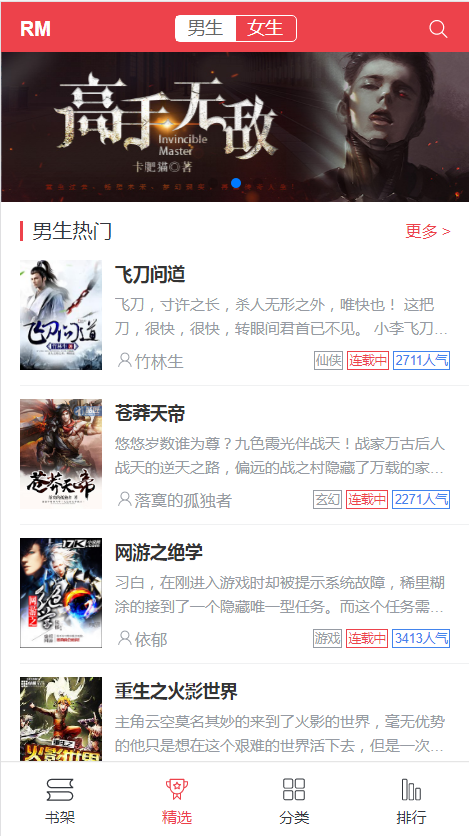 RM
男生 女生
高手无敌
Invincible
Master
卡肥猫◎著
男生热门
更多 >
飞刀问道
飞刀，寸许之长，杀人无形之外，唯快也！ 这把
刀，很快，很快，转眼间君首已不见。 小李飞刀…
竹林生
仙侠 连载中 2711人气
苍莽天帝
悠悠岁数谁为尊？九色霞光伴战天！战家万古后人
战天的逆天之路，偏远的战之村隐藏了万载的家…
落寞的孤独者
玄幻 连载中 2271人气
网游之绝学
习白，在刚进入游戏时却被提示系统故障，稀里糊
涂的接到了一个隐藏唯一型任务。而这个任务需…
依郁
游戏 连载中 3413人气
重生之火影世界
主角云空莫名其妙的来到了火影的世界，毫无优势
的他只是想在这个艰难的世界活下去，但是一次…
书架 精选 分类 排行